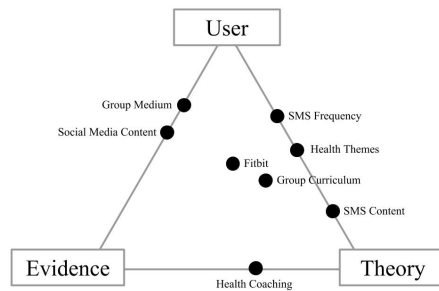 User
Group Medium
Social Media Content
SMS Frequency
Health Themes
Fitbit
Group Curriculum
SMS Content
Evidence
Theory
Health Coaching